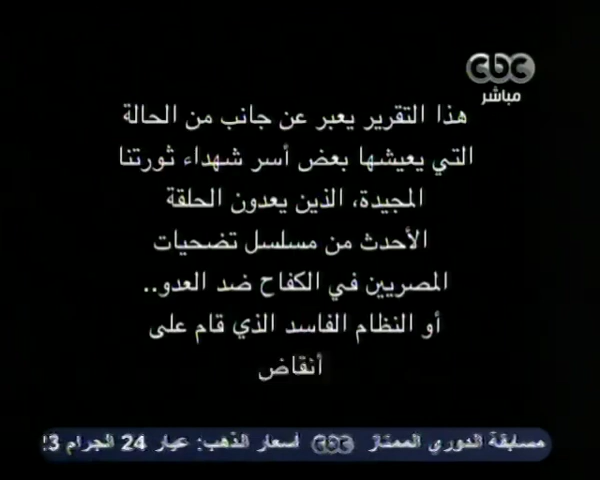 cbc
مباشر
هذا التقرير يعبر عن جانب من الحالة
التي يعيشها بعض أسر شهداء ثورتنا
المجيدة، الذين يعدون الحلقة
الأحدث من مسلسل تضحيات
المصريين في الكفاح ضد العدو..
أو النظام الفاسد الذي قام على
أنقاض
مسابقة الدوري الممتاز cbc أسعار الذهب: عيار 24 الجرام